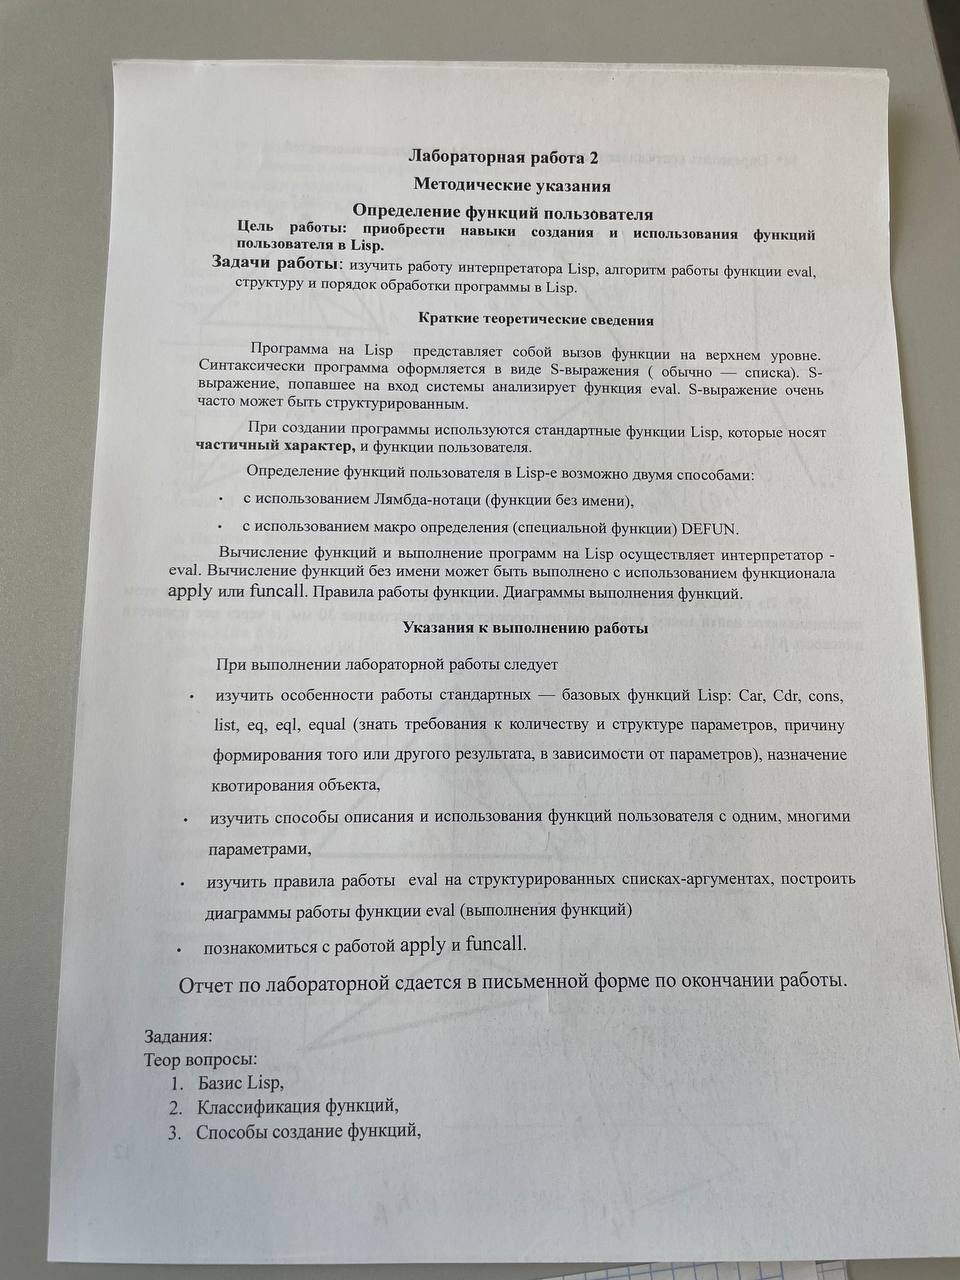 Лабораторная работа 2
Методические указания
Определение функций пользователя
Цель работы: приобрести навыки создания и использования функций
пользователя в Lisp.
Задачи работы: изучить работу интерпретатора Lisp, алгоритм работы функции eval,
структуру и порядок обработки программы в Lisp.
Краткие теоретические сведения
Программа на Lisp представляет собой вызов функции на верхнем уровне.
Синтаксически программа оформляется в виде S-выражения ( обычно — списка). S-
выражение, попавшее на вход системы анализирует функция eval. S-выражение очень
часто может быть структурированным.
При создании программы используются стандартные функции Lisp, которые носят
частичный характер, и функции пользователя.
Определение функций пользователя в Lisp-е возможно двумя способами:
• с использованием Лямбда-нотаци (функции без имени),
• с использованием макро определения (специальной функции) DEFUN.
Вычисление функций и выполнение программ на Lisp осуществляет интерпретатор -
eval. Вычисление функций без имени может быть выполнено с использованием функционала
apply или funcall. Правила работы функции. Диаграммы выполнения функций.
Указания к выполнению работы
При выполнении лабораторной работы следует
• изучить особенности работы стандартных — базовых функций Lisp: Car, Cdr, cons,
list, eq, eql, equal (знать требования к количеству и структуре параметров, причину
формирования того или другого результата, в зависимости от параметров), назначение
квотирования объекта,
• изучить способы описания и использования функций пользователя с одним, многими
параметрами,
• изучить правила работы eval на структурированных списках-аргументах, построить
диаграммы работы функции eval (выполнения функций)
• познакомиться с работой apply и funcall.
Отчет по лабораторной сдается в письменной форме по окончании работы.
Задания:
Теор вопросы:
1. Базис Lisp,
2. Классификация функций,
3. Способы создание функций,